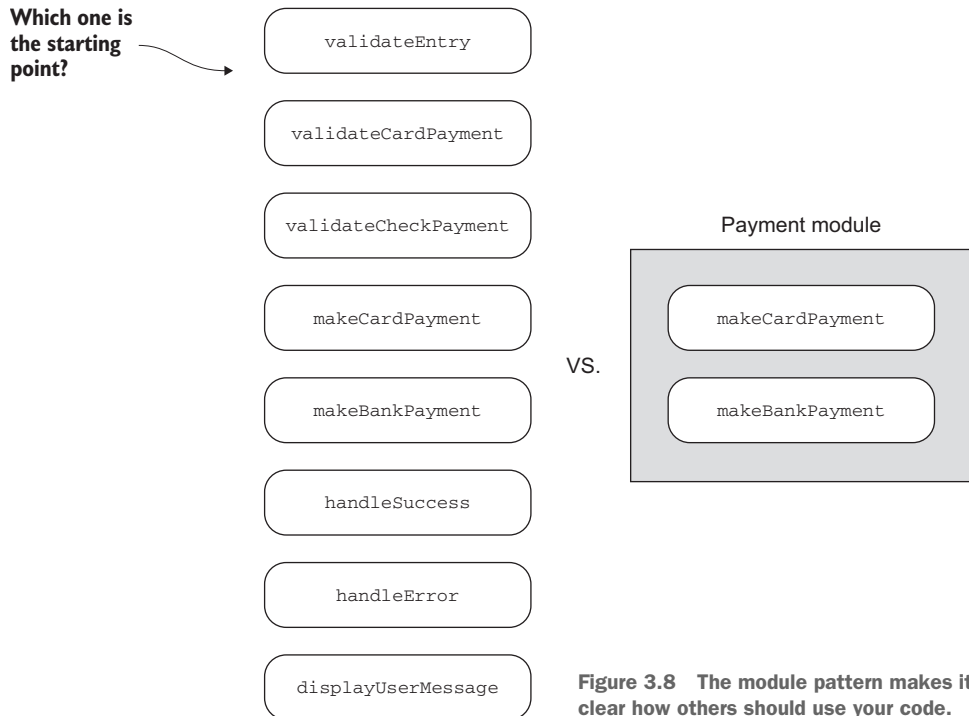 Which one is
the starting
point?
validateEntry
validateCardPayment
validateCheckPayment
makeCardPayment
makeBankPayment
handleSuccess
handleError
displayUserMessage
VS.
Payment module
makeCardPayment
makeBankPayment
Figure 3.8 The module pattern makes it
clear how others should use your code.